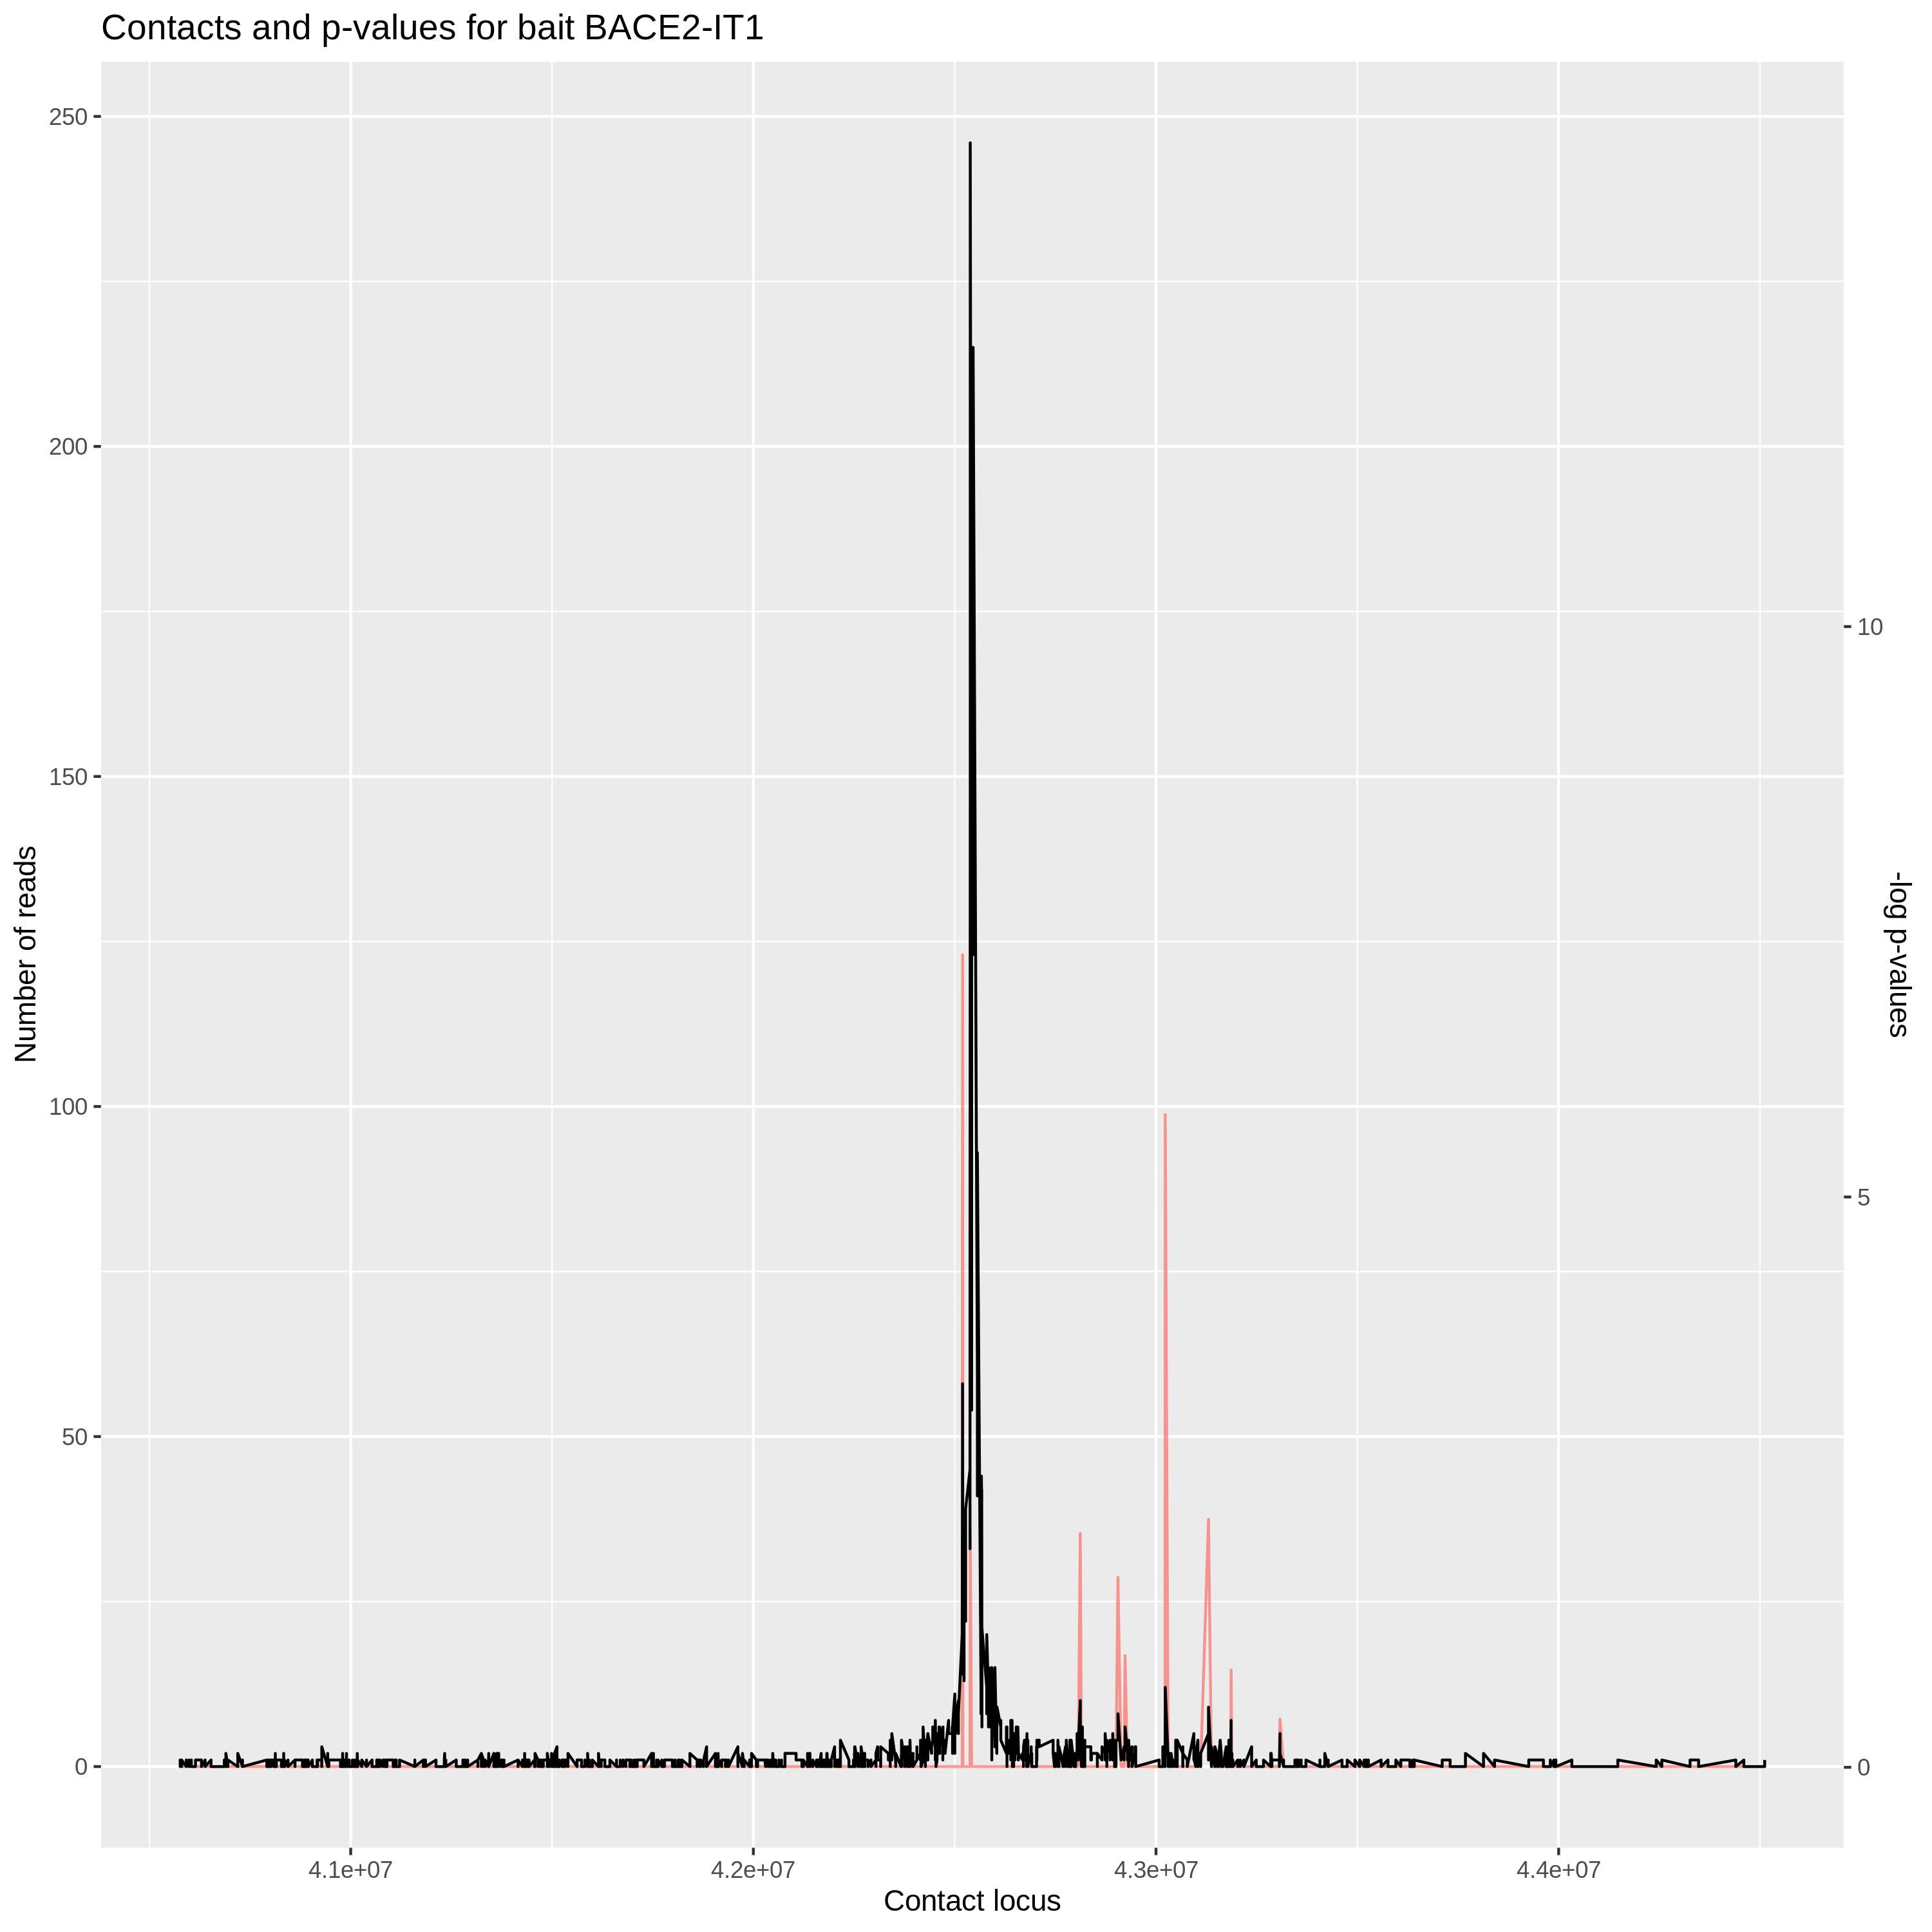 Contacts and p-values for bait BACE2-IT1
250
200
150
100
50
0
Number of reads
10
5
0
-log p-values
4.1e+07
4.2e+07
4.3e+07
4.4e+07
Contact locus